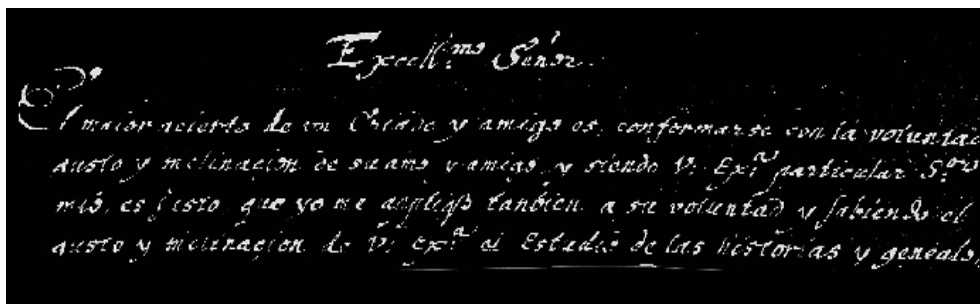 Excell.mo Señor.
El maior acierto de un Criado y amigo es, conformarse con la voluntad
gusto y inclinacion de su amo y amigo, y siendo V. Ex.a particular S.or
mio, es justo que yo me aplique tanbien a su voluntad y sabiendo el
gusto y inclinacion de V. Ex.a al Estudio de las historias y genealo